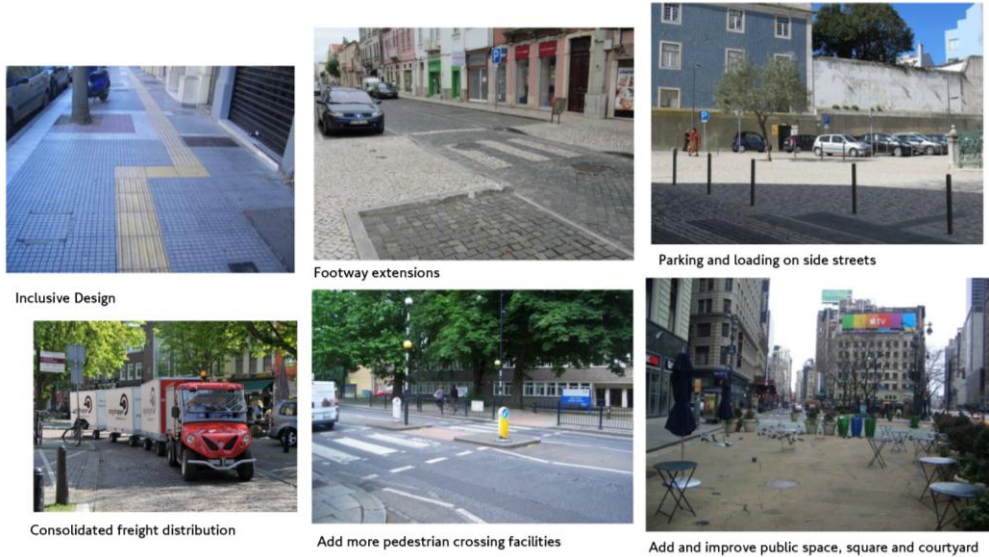 Inclusive Design
Footway extensions
Parking and loading on side streets
Consolidated freight distribution
Add more pedestrian crossing facilities
tv
Add and improve public space, square and courtyard